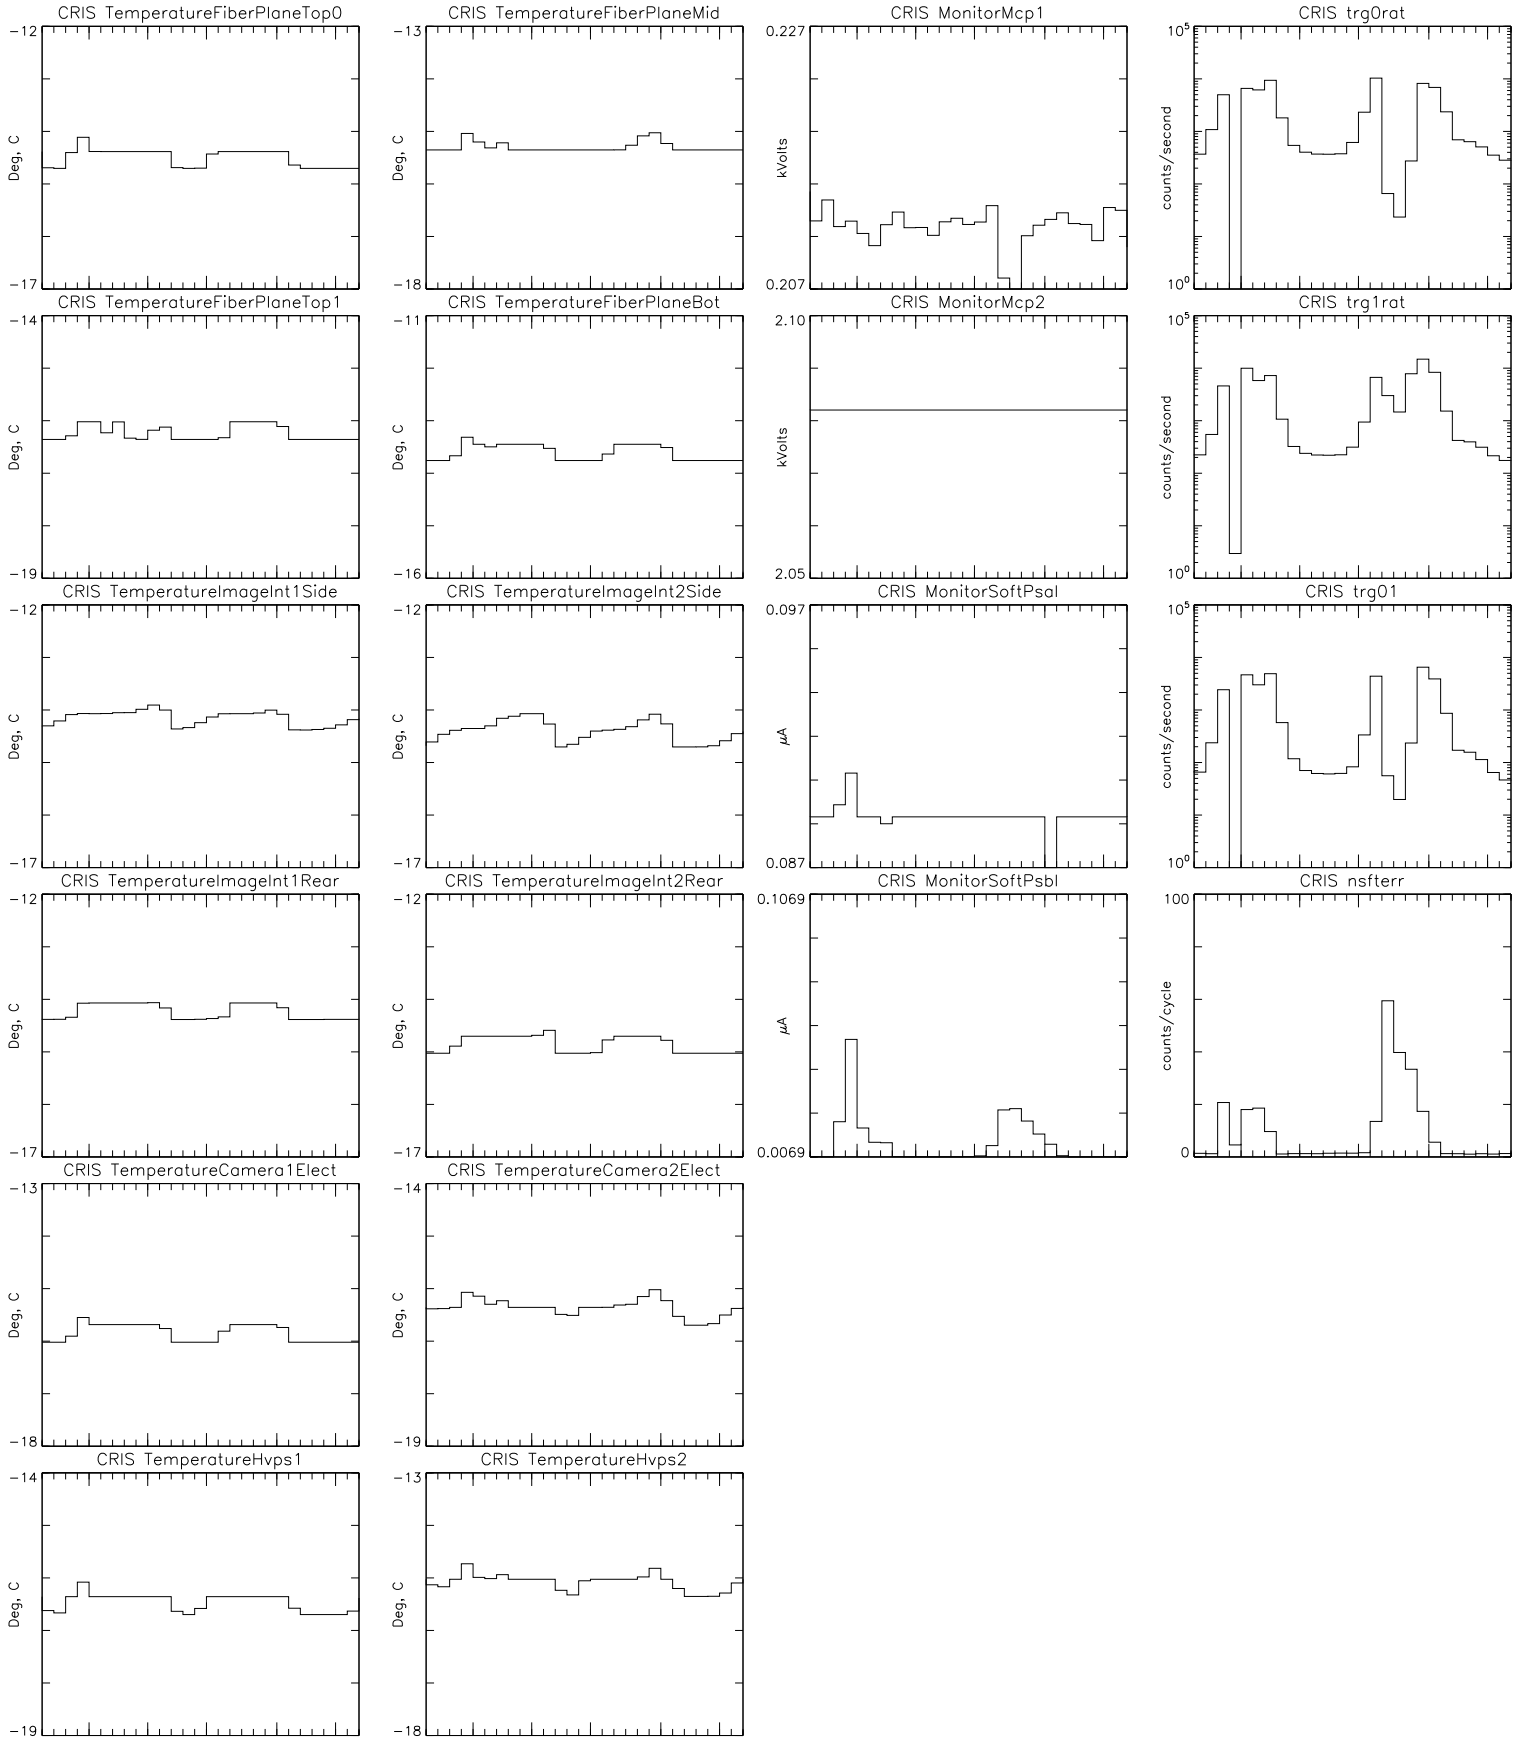 CRIS TemperatureFiberPlaneTop0
-12
Deg, C
-17
CRIS TemperatureFiberPlaneMid
-13
Deg, C
-18
CRIS MonitorMcp1
0.227
kVolts
0.207
CRIS trg0rat
10^5
counts/second
10^0
CRIS TemperatureFiberPlaneTop1
-14
Deg, C
-19
CRIS TemperatureFiberPlaneBot
-11
Deg, C
-16
CRIS MonitorMcp2
2.10
kVolts
2.05
CRIS trg1rat
10^5
counts/second
10^0
CRIS TemperatureImageInt1Side
-12
Deg, C
-17
CRIS TemperatureImageInt2Side
-12
Deg, C
-17
CRIS MonitorSoftPsaI
0.097
μA
0.087
CRIS trg01
10^5
counts/second
10^0
CRIS TemperatureImageInt1Rear
-12
Deg, C
-17
CRIS TemperatureImageInt2Rear
-12
Deg, C
-17
CRIS MonitorSoftPsbI
0.1069
μA
0.0069
CRIS nsfterr
100
counts/cycle
0
CRIS TemperatureCamera1Elect
-13
Deg, C
-18
CRIS TemperatureCamera2Elect
-14
Deg, C
-19
CRIS TemperatureHvps1
-14
Deg, C
-19
CRIS TemperatureHvps2
-13
Deg, C
-18